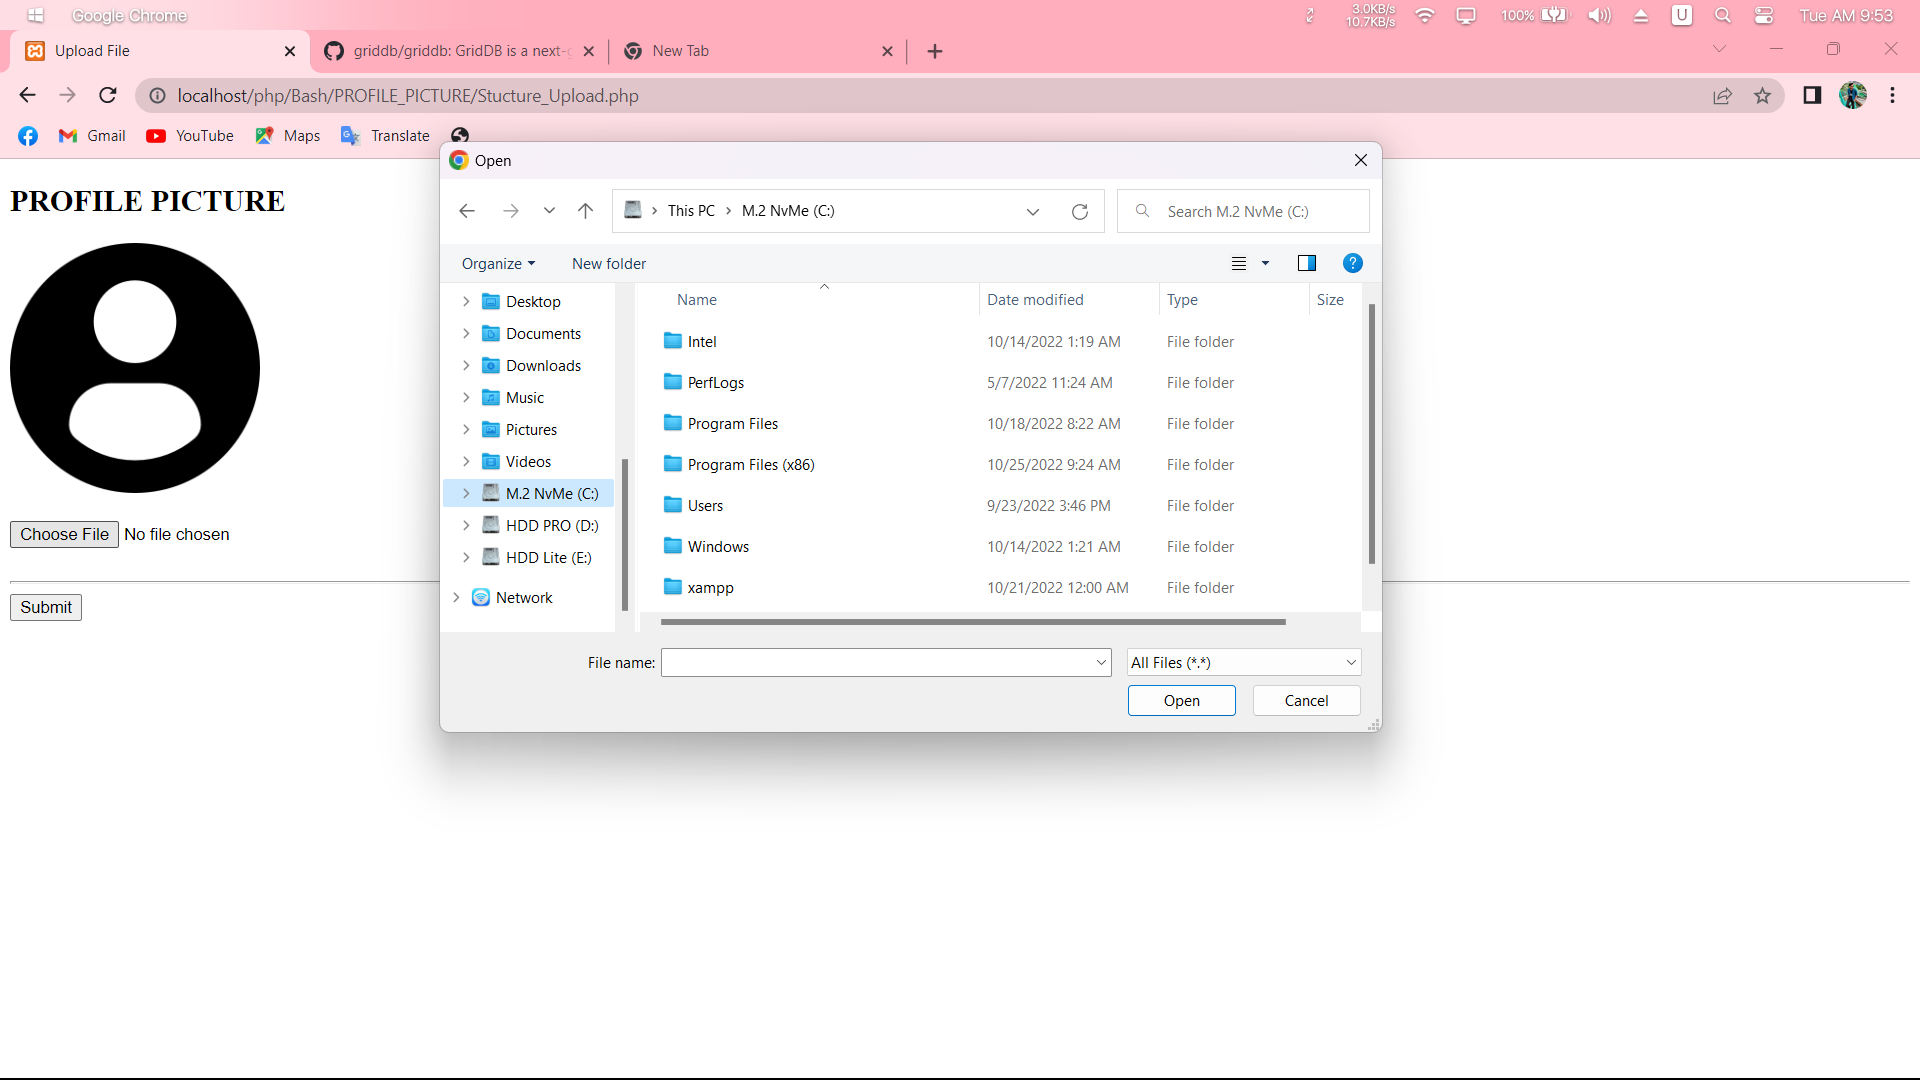 Google Chrome
3.0KB/s
10.7KB/s
100%
U
Tue AM 9:53
Upload File
griddb/griddb: GridDB is a next-g
New Tab
localhost/php/Bash/PROFILE_PICTURE/Stucture_Upload.php
Gmail
YouTube
Maps
Translate
PROFILE PICTURE
Choose File No file chosen
Submit
Open
This PC > M.2 NvMe (C:)
Search M.2 NvMe (C:)
Organize
New folder
?
Desktop
Documents
Downloads
Music
Pictures
Videos
M.2 NvMe (C:)
HDD PRO (D:)
HDD Lite (E:)
Network
Name Date modified Type Size
Intel 10/14/2022 1:19 AM File folder
PerfLogs 5/7/2022 11:24 AM File folder
Program Files 10/18/2022 8:22 AM File folder
Program Files (x86) 10/25/2022 9:24 AM File folder
Users 9/23/2022 3:46 PM File folder
Windows 10/14/2022 1:21 AM File folder
xampp 10/21/2022 12:00 AM File folder
File name:
All Files (*.*)
Open
Cancel